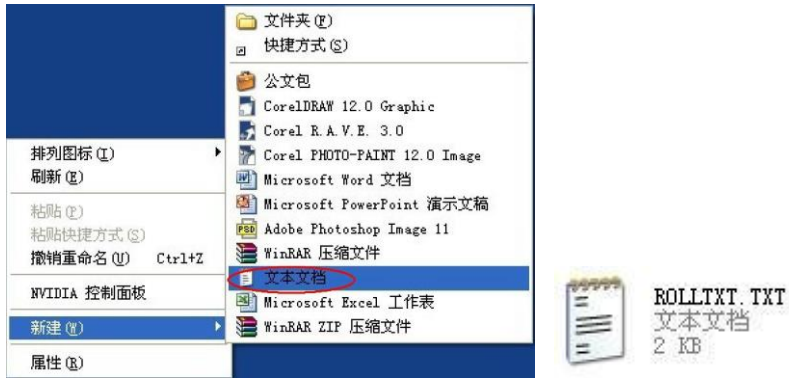 排列图标(I)
刷新(E)
粘贴(P)
粘贴快捷方式(S)
撤销重命名(U) Ctrl+Z
NVIDIA 控制面板
新建(W)
属性(R)
文件夹(F)
快捷方式(S)
公文包
CorelDRAW 12.0 Graphic
Corel R.A.V.E. 3.0
Corel PHOTO-PAINT 12.0 Image
Microsoft Word 文档
Microsoft PowerPoint 演示文稿
Adobe Photoshop Image 11
WinRAR 压缩文件
文本文档
Microsoft Excel 工作表
WinRAR ZIP 压缩文件
ROLLTXT.TXT
文本文档
2 KB